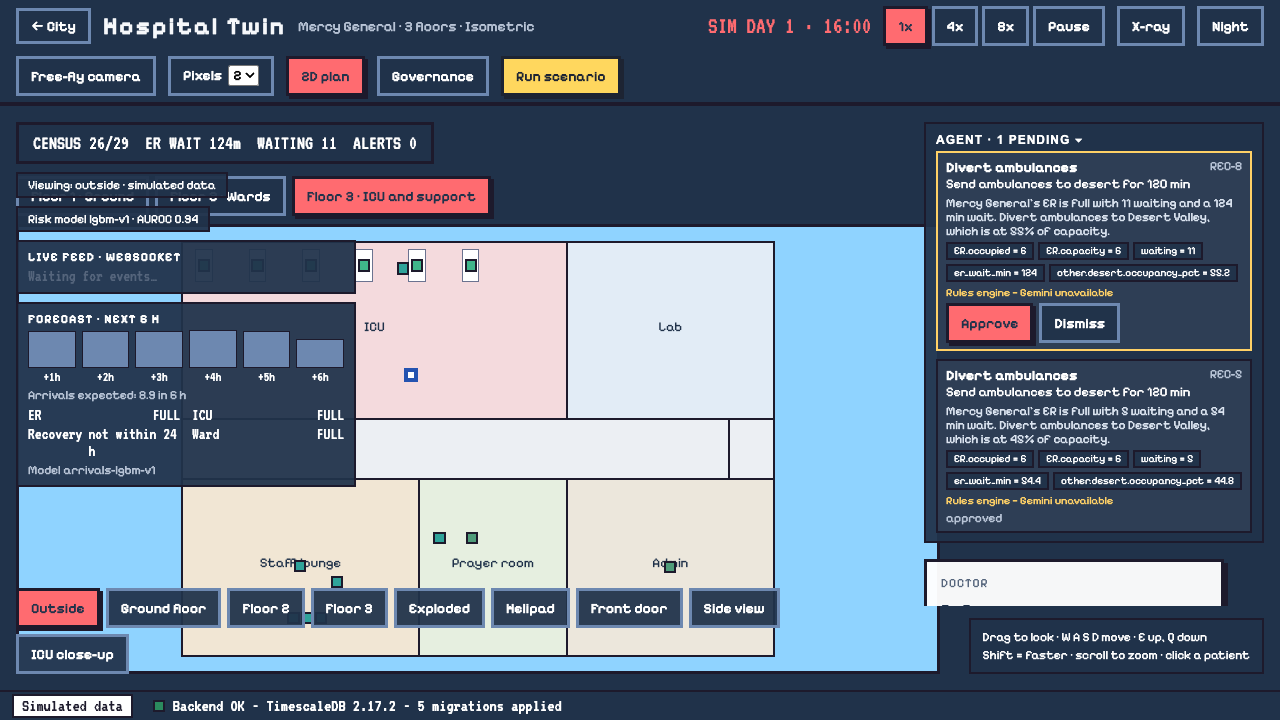 ← City
Hospital Twin
Mercy General · 3 floors · Isometric
SIM DAY 1 · 16:00
1x
4x
8x
Pause
X-ray
Night
Free-fly camera
Pixels 2
2D plan
Governance
Run scenario
CENSUS 26/29 ER WAIT 124m WAITING 11 ALERTS 0
Viewing: outside · simulated data
Wards
Floor 3 · ICU and support
Risk model lgbm-v1 · AUROC 0.94
LIVE FEED · WEBSOCKET
Waiting for events…
FORECAST · NEXT 6 H
+1h +2h +3h +4h +5h +6h
Arrivals expected: 8.9 in 6 h
ER FULL ICU FULL
Recovery not within 24 h Ward FULL
Model arrivals-lgbm-v1
ICU
Lab
Staff lounge
Prayer room
Admin
Outside
Ground floor
Floor 2
Floor 3
Exploded
Helipad
Front door
Side view
ICU close-up
AGENT · 1 PENDING
Divert ambulances
REC-8
Send ambulances to desert for 120 min
Mercy General's ER is full with 11 waiting and a 124
min wait. Divert ambulances to Desert Valley,
which is at 55% of capacity.
ER.occupied = 6
ER.capacity = 6
waiting = 11
er_wait_min = 124
other.desert.occupancy_pct = 55.2
Rules engine - Gemini unavailable
Approve
Dismiss
Divert ambulances
REC-5
Send ambulances to desert for 120 min
Mercy General's ER is full with 5 waiting and a 54
min wait. Divert ambulances to Desert Valley,
which is at 45% of capacity.
ER.occupied = 6
ER.capacity = 6
waiting = 5
er_wait_min = 54.4
other.desert.occupancy_pct = 44.8
Rules engine - Gemini unavailable
approved
DOCTOR
Drag to look · W A S D move · E up, Q down
Shift = faster · scroll to zoom · click a patient
Simulated data
Backend OK - TimescaleDB 2.17.2 - 5 migrations applied